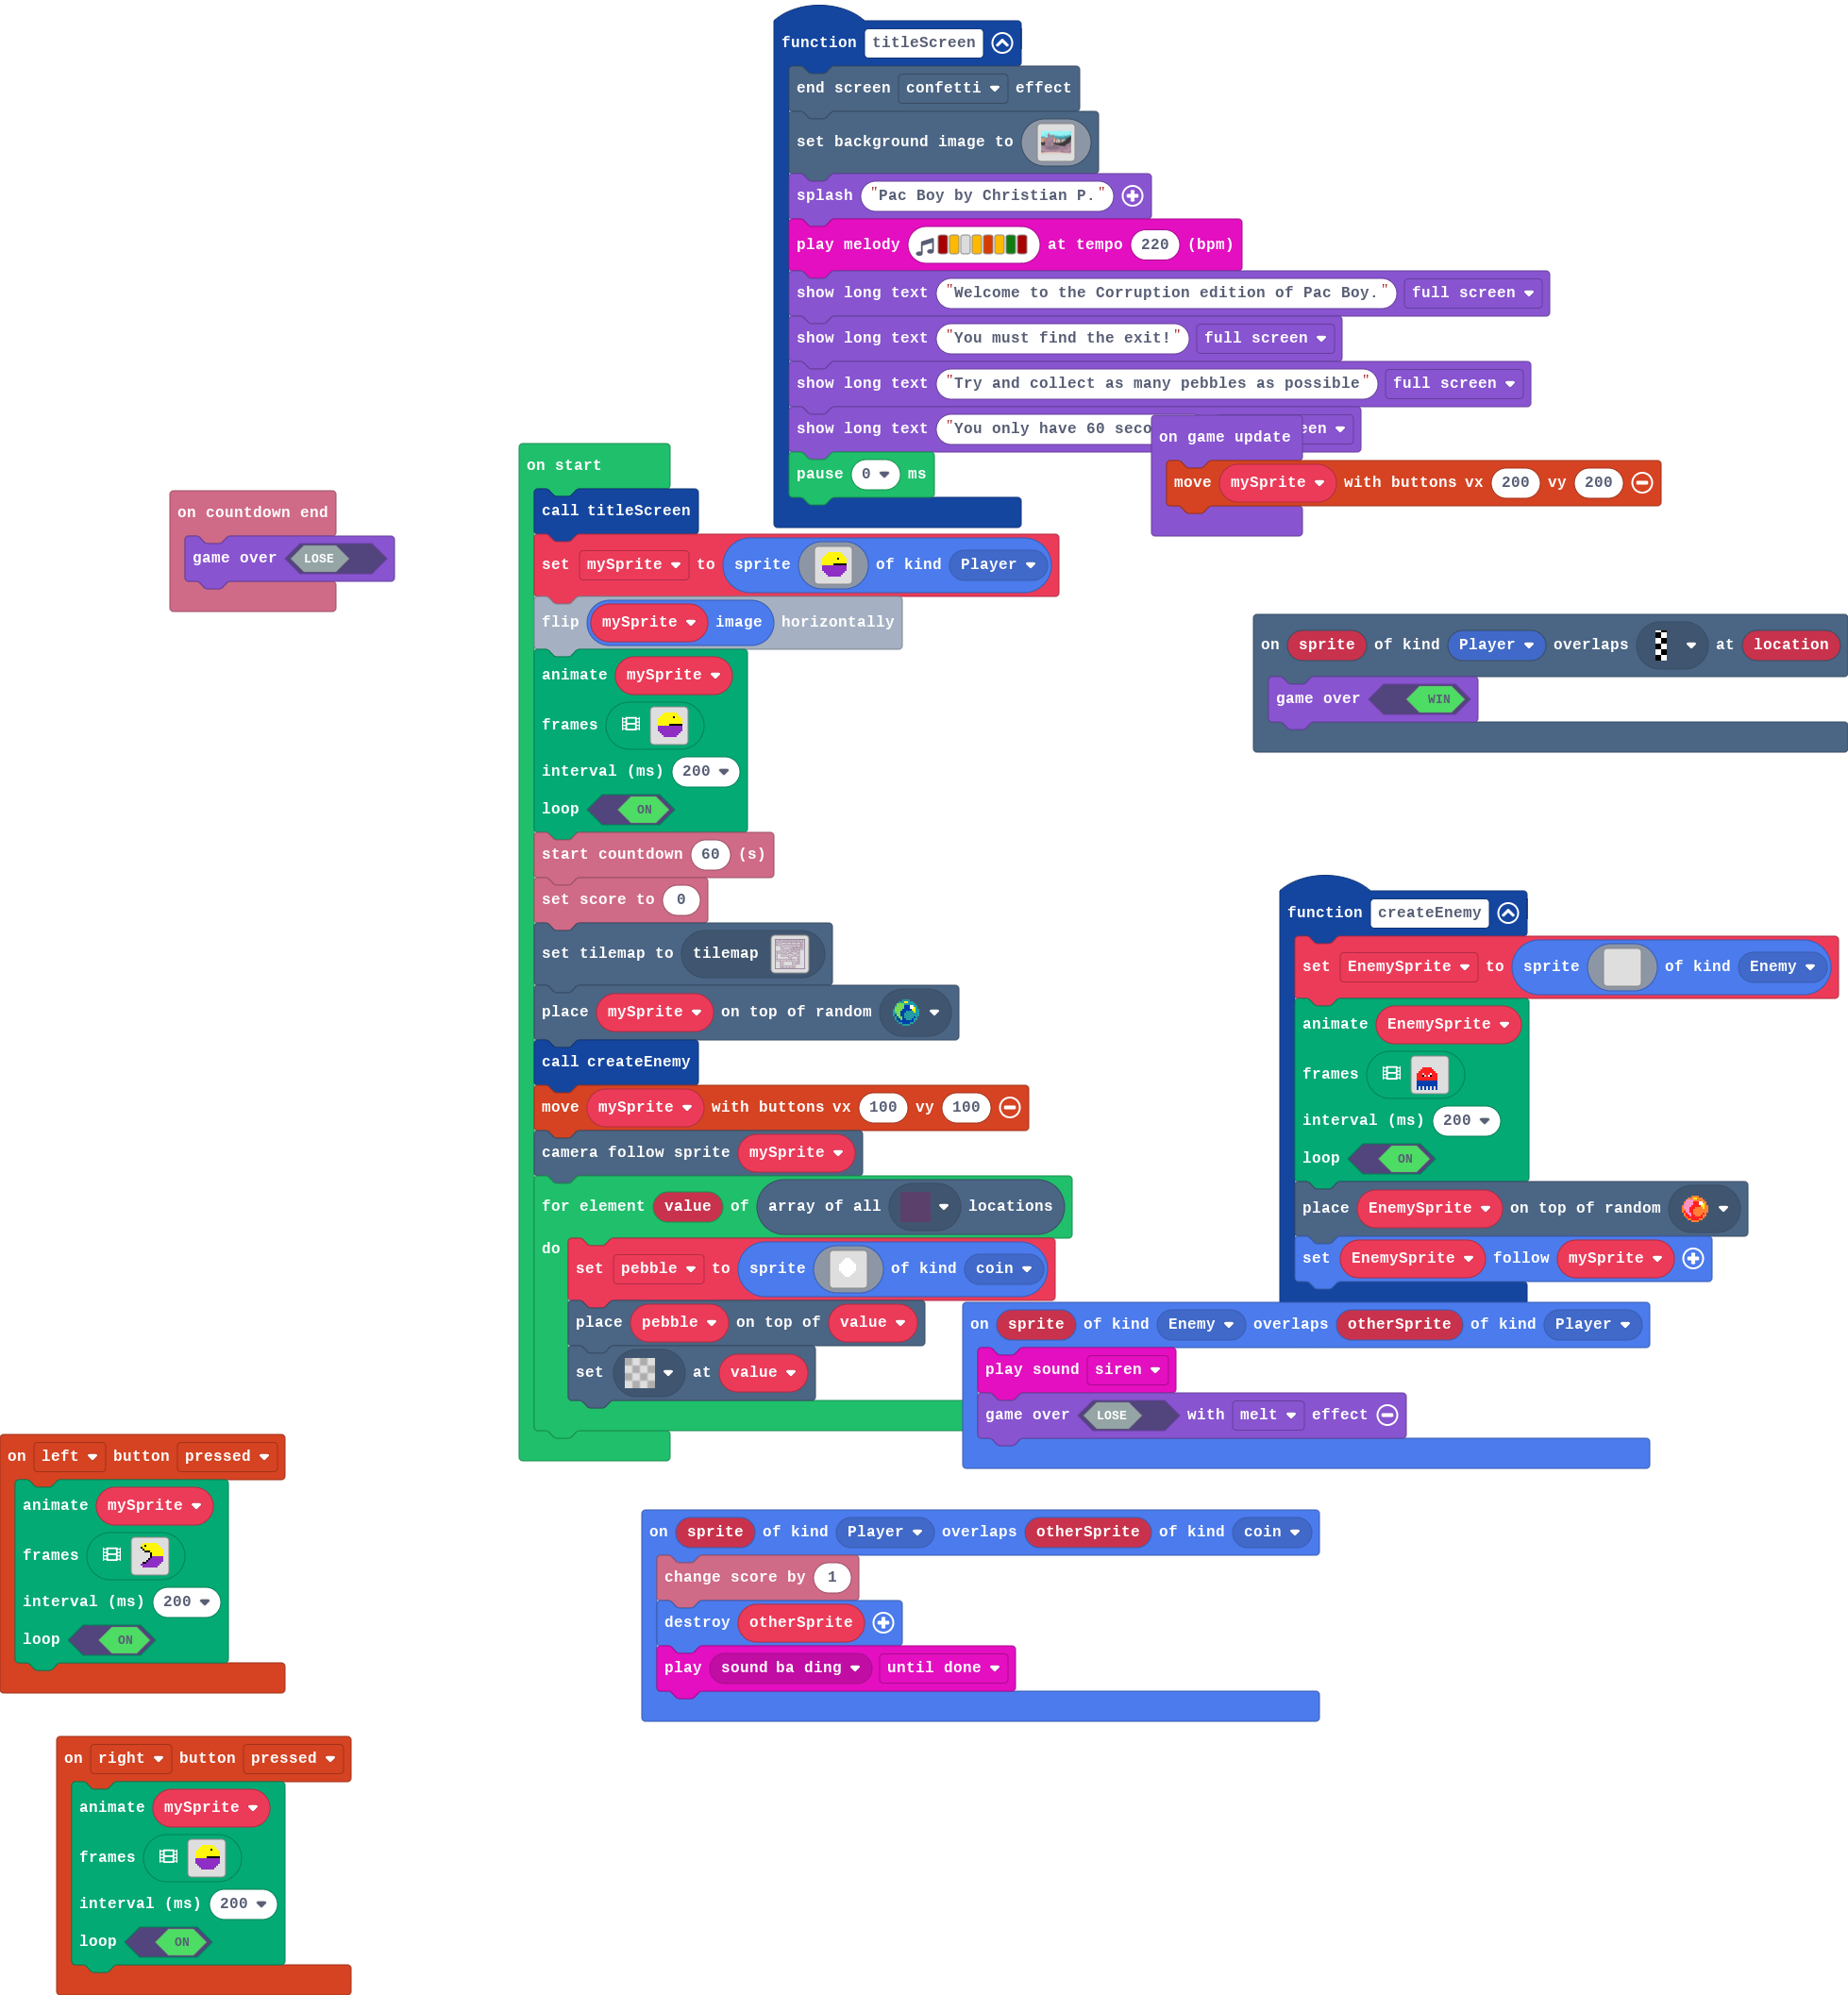 function titleScreen
end screen confetti effect
set background image to
splash "Pac Boy by Christian P."
play melody at tempo 220 (bpm)
show long text "Welcome to the Corruption edition of Pac Boy." full screen
show long text "You must find the exit!" full screen
show long text "Try and collect as many pebbles as possible" full screen
show long text "You only have 60
pause 0 ms
on game update
move mySprite with buttons vx 200 vy 200
on countdown end
game over LOSE
on start
call titleScreen
set mySprite to sprite of kind Player
flip mySprite image horizontally
animate mySprite
frames
interval (ms) 200
loop ON
start countdown 60 (s)
set score to 0
set tilemap to tilemap
place mySprite on top of random
call createEnemy
move mySprite with buttons vx 100 vy 100
camera follow sprite mySprite
for element value of array of all locations
do
set pebble to sprite of kind coin
place pebble on top of value
set at value
on sprite of kind Player overlaps at location
game over WIN
function createEnemy
set EnemySprite to sprite of kind Enemy
animate EnemySprite
frames
interval (ms) 200
loop ON
place EnemySprite on top of random
set EnemySprite follow mySprite
on sprite of kind Enemy overlaps otherSprite of kind Player
play sound siren
game over LOSE with melt effect
on left button pressed
animate mySprite
frames
interval (ms) 200
loop ON
on sprite of kind Player overlaps otherSprite of kind coin
change score by 1
destroy otherSprite
play sound ba ding until done
on right button pressed
animate mySprite
frames
interval (ms) 200
loop ON